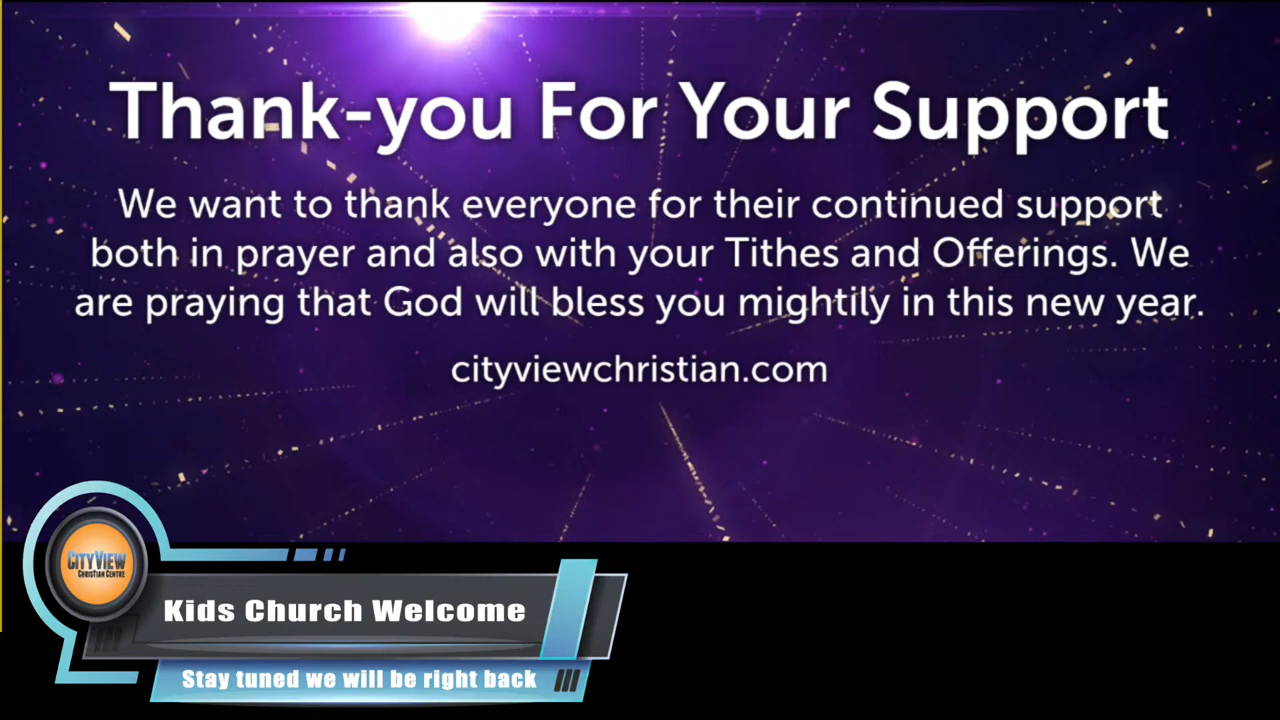 Thank-you For Your Support
We want to thank everyone for their continued support
both in prayer and also with your Tithes and Offerings. We
are praying that God will bless you mightily in this new year.
cityviewchristian.com
CITYVIEW
CHRISTIAN CENTRE
Kids Church Welcome
Stay tuned we will be right back